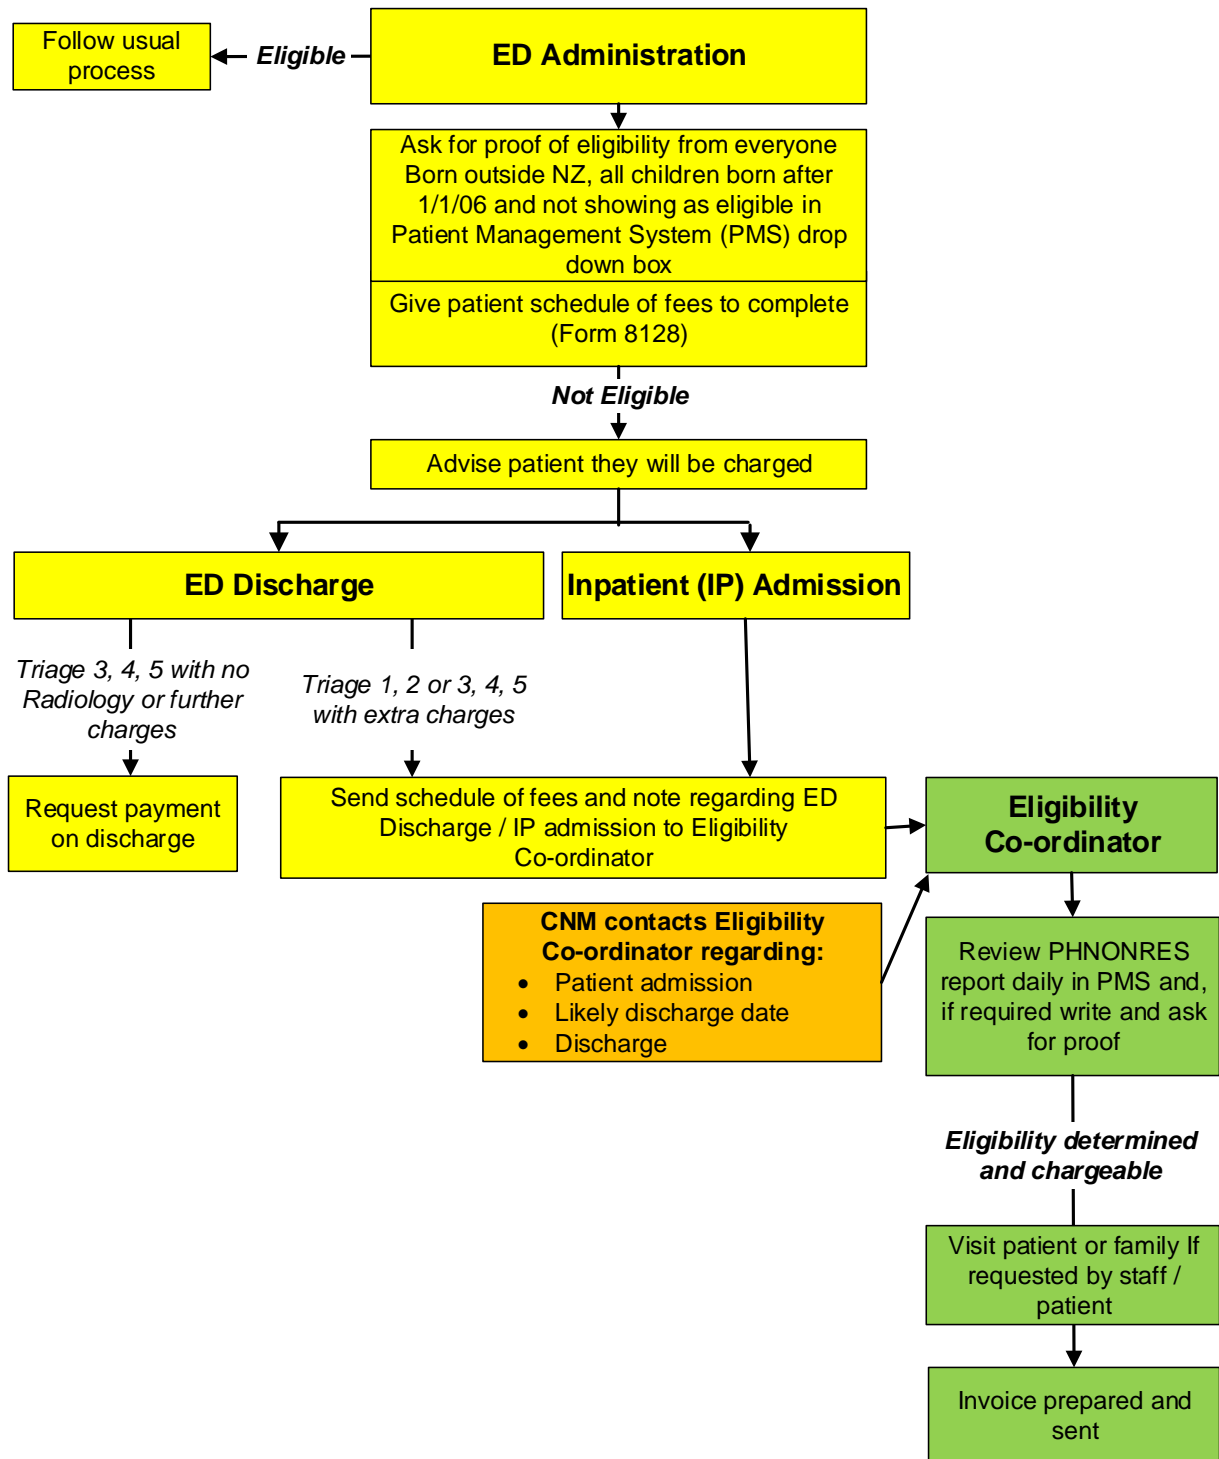 Follow usual
process
Eligible
ED Administration
Ask for proof of eligibility from everyone
Born outside NZ, all children born after
1/1/06 and not showing as eligible in
Patient Management System (PMS) drop
down box
Give patient schedule of fees to complete
(Form 8128)
Not Eligible
Advise patient they will be charged
ED Discharge
Inpatient (IP) Admission
Triage 3, 4, 5 with no
Radiology or further
charges
Triage 1, 2 or 3, 4, 5
with extra charges
Request payment
on discharge
Send schedule of fees and note regarding ED
Discharge / IP admission to Eligibility
Co-ordinator
Eligibility
Co-ordinator
CNM contacts Eligibility
Co-ordinator regarding:
• Patient admission
• Likely discharge date
• Discharge
Review PHNONRES
report daily in PMS and,
if required write and ask
for proof
Eligibility determined
and chargeable
Visit patient or family If
requested by staff /
patient
Invoice prepared and
sent